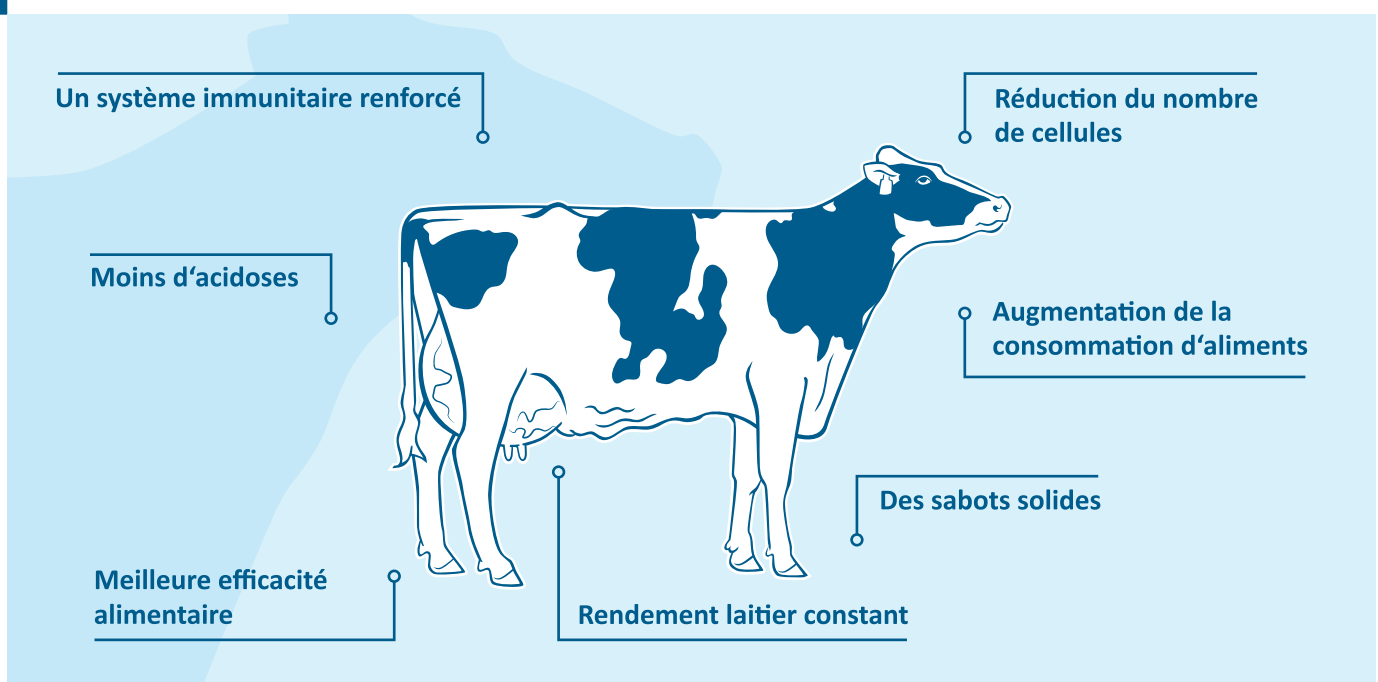 Un système immunitaire renforcé
Réduction du nombre
de cellules
Moins d‘acidoses
Augmentation de la
consommation d‘aliments
Des sabots solides
Meilleure efficacité
alimentaire
Rendement laitier constant